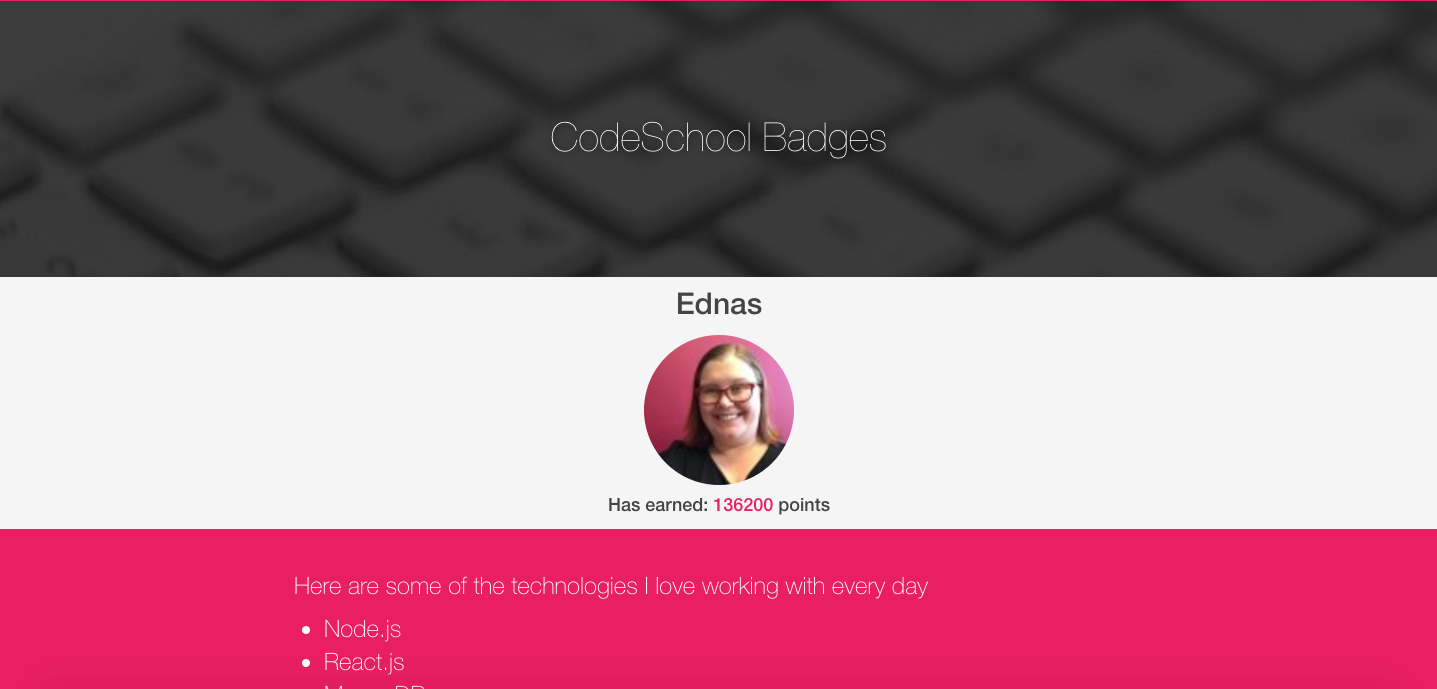 CodeSchool Badges
Ednas
Has earned: 136200 points
Here are some of the technologies I love working with every day
Node.js
React.js